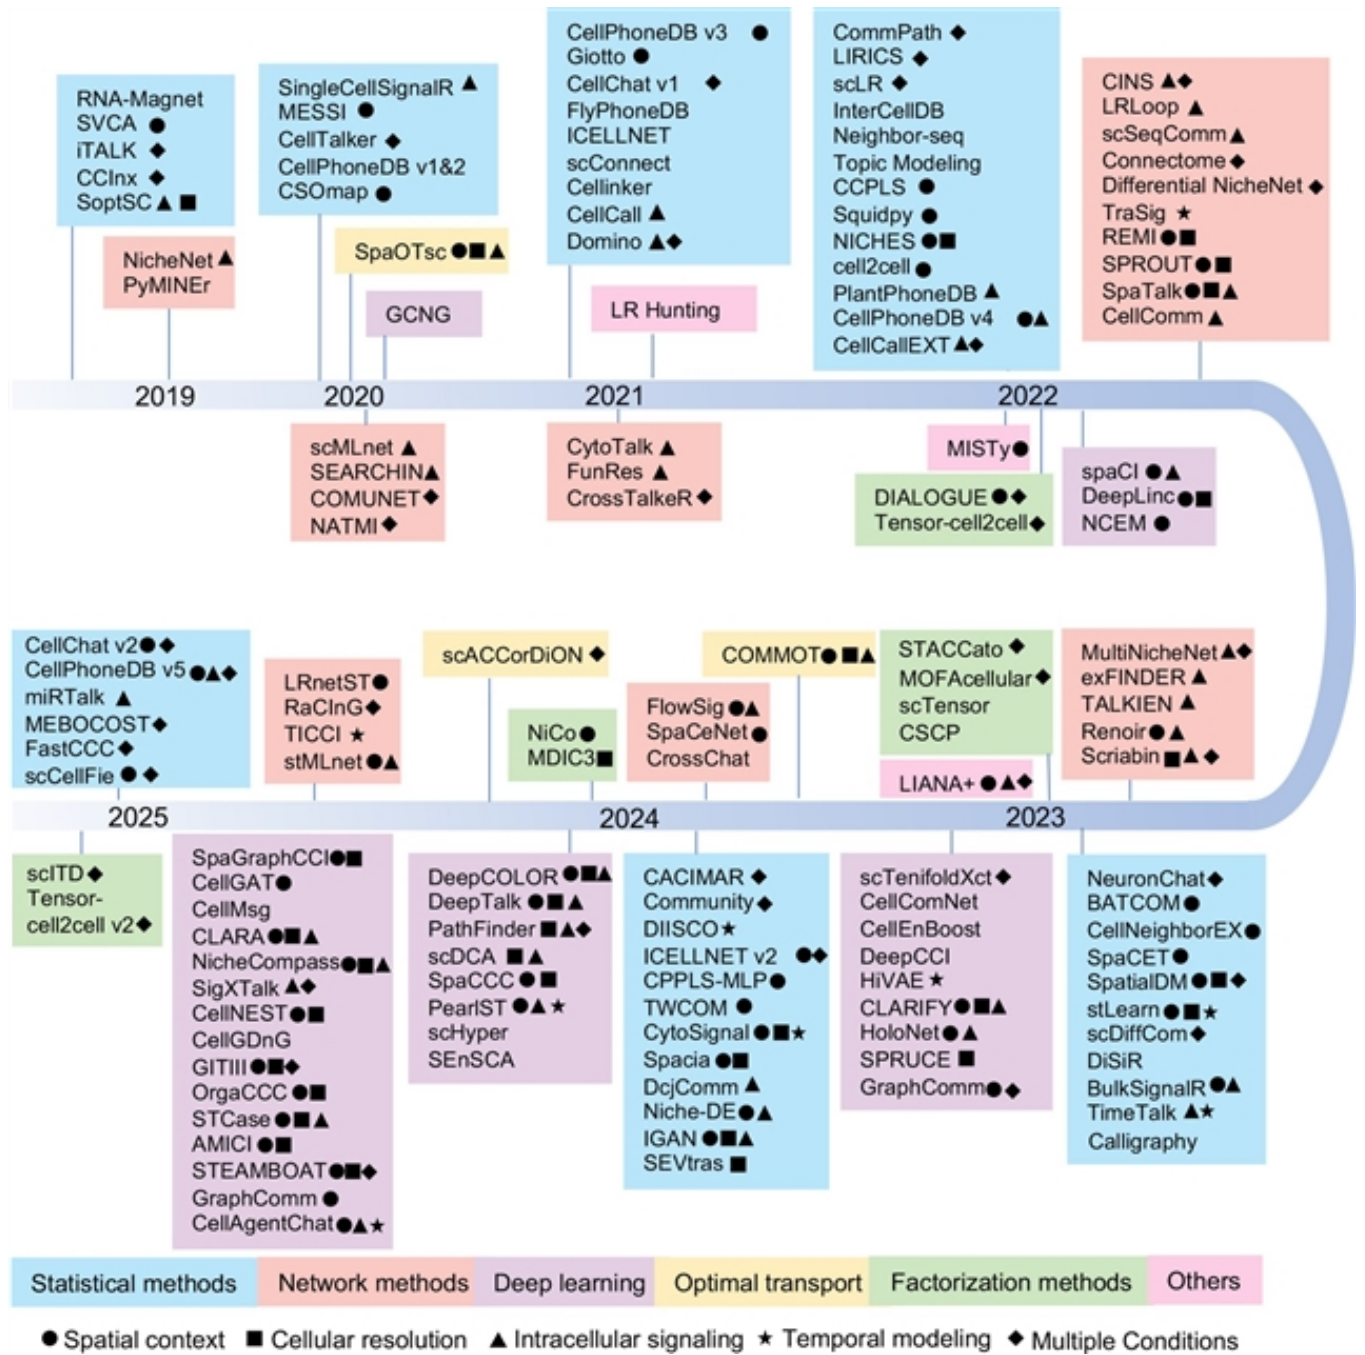 RNA-Magnet
SVCA ●
iTALK ◆
CCInx ◆
SoptSC ▲ ■
NicheNet ▲
PyMINEr
SingleCellSignalR ▲
MESSI ●
CellTalker ◆
CellPhoneDB v1&2
CSOmap ●
SpaOTsc ● ■ ▲
GCNG
CellPhoneDB v3 ●
Giotto ●
CellChat v1 ◆
FlyPhoneDB
ICELLNET
scConnect
Cellinker
CellCall ▲
Domino ▲ ◆
LR Hunting
CommPath ◆
LIRICS ◆
scLR ◆
InterCellDB
Neighbor-seq
Topic Modeling
CCPLS ●
Squidpy ●
NICHES ● ■
cell2cell ●
PlantPhoneDB ▲
CellPhoneDB v4 ● ▲
CellCallEXT ▲ ◆
CINS ▲ ◆
LRLoop ▲
scSeqComm ▲
Connectome ◆
Differential NicheNet ◆
TraSig ★
REMI ● ■
SPROUT ● ■
SpaTalk ● ■ ▲
CellComm ▲
2019 2020 2021 2022
scMLnet ▲
SEARCHIN ▲
COMUNET ◆
NATMI ◆
CytoTalk ▲
FunRes ▲
CrossTalkeR ◆
MISTy ●
DIALOGUE ● ◆
Tensor-cell2cell ◆
spaCI ● ▲
DeepLinc ● ■
NCEM ●
CellChat v2 ● ◆
CellPhoneDB v5 ● ▲ ◆
miRTalk ▲
MEBOCOST ◆
FastCCC ◆
scCellFie ● ◆
LRnetST ●
RaCInG ◆
TICCI ★
stMLnet ● ▲
scACCorDiON ◆
NiCo ●
MDIC3 ■
FlowSig ● ▲
SpaCeNet ●
CrossChat
COMMOT ● ■ ▲
STACCato ◆
MOFAcellular ◆
scTensor
CSCP
LIANA+ ● ▲ ◆
MultiNicheNet ▲ ◆
exFINDER ▲
TALKIEN ▲
Renoir ● ▲
Scriabin ■ ▲ ◆
2025 2024 2023
scITD ◆
Tensor-
cell2cell v2 ◆
SpaGraphCCI ● ■
CellGAT ●
CellMsg
CLARA ● ■ ▲
NicheCompass ● ■ ▲
SigXTalk ▲ ◆
CellNEST ● ■
CellGDnG
GITIII ● ■ ◆
OrgaCCC ● ■
STCase ● ■ ▲
AMICI ● ■
STEAMBOAT ● ■ ◆
GraphComm ●
CellAgentChat ● ▲ ★
DeepCOLOR ● ■ ▲
DeepTalk ● ■ ▲
PathFinder ■ ▲ ◆
scDCA ■ ▲
SpaCCC ● ■
PearlST ● ▲ ★
scHyper
SEnSCA
CACIMAR ◆
Community ◆
DIISCO ★
ICELLNET v2 ● ◆
CPPLS-MLP ●
TWCOM ●
CytoSignal ● ■ ★
Spacia ● ■
DcjComm ▲
Niche-DE ● ▲
IGAN ● ■ ▲
SEVtras ■
scTenifoldXct ◆
CellComNet
CellEnBoost
DeepCCI
HiVAE ★
CLARIFY ● ■ ▲
HoloNet ● ▲
SPRUCE ■
GraphComm ● ◆
NeuronChat ◆
BATCOM ●
CellNeighborEX ●
SpaCET ●
SpatialDM ● ■ ◆
stLearn ● ■ ★
scDiffCom ◆
DiSiR
BulkSignalR ● ▲
TimeTalk ▲ ★
Calligraphy
Statistical methods Network methods Deep learning Optimal transport Factorization methods Others
● Spatial context ■ Cellular resolution ▲ Intracellular signaling ★ Temporal modeling ◆ Multiple Conditions